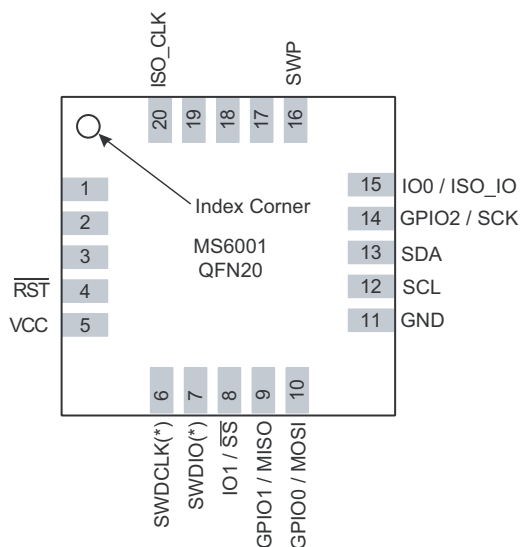 ISO_CLK
SWP
20
19
18
17
16
1
2
3
R̅S̅T̅ 4
VCC 5
Index Corner
MS6001
QFN20
15 IO0 / ISO_IO
14 GPIO2 / SCK
13 SDA
12 SCL
11 GND
6
7
8
9
10
SWDCLK(*)
SWDIO(*)
IO1 / S̅S̅
GPIO1 / MISO
GPIO0 / MOSI